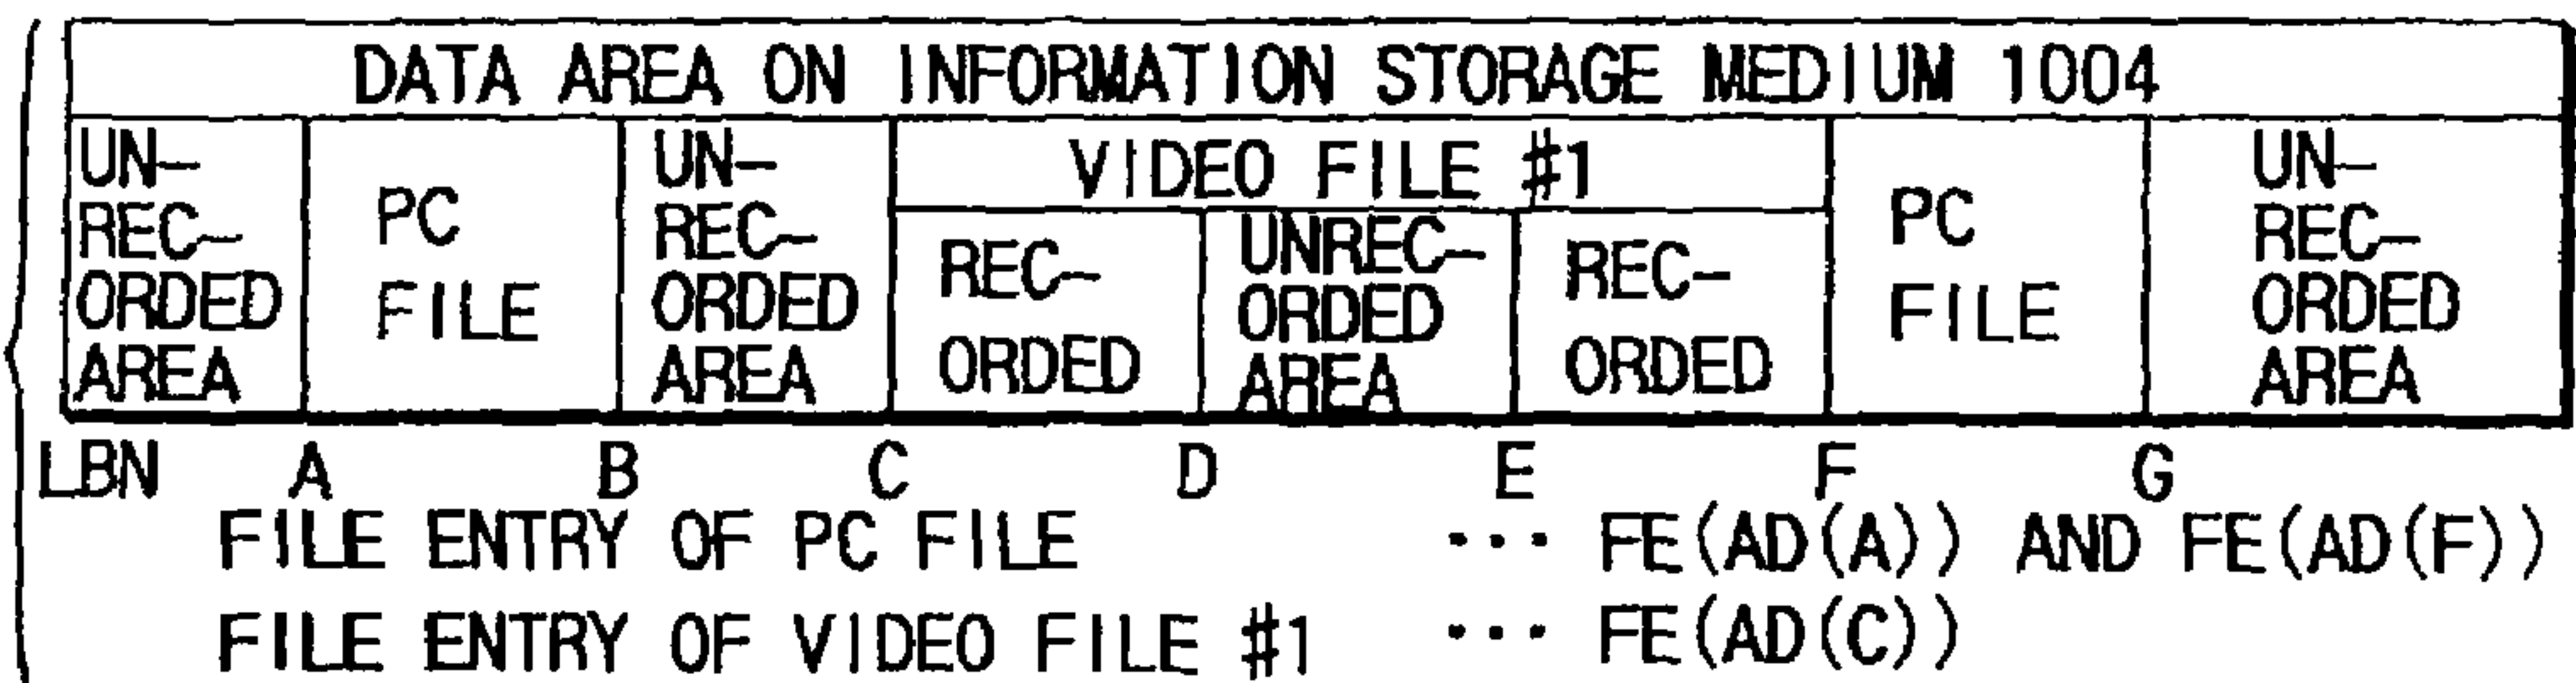 DATA AREA ON INFORMATION STORAGE MEDIUM 1004
UN-
REC-
ORDED
AREA
PC
FILE
UN-
REC-
ORDED
AREA
VIDEO FILE #1
REC-
ORDED
UNREC-
ORDED
AREA
REC-
ORDED
PC
FILE
UN-
REC-
ORDED
AREA
LBN A B C D E F G
FILE ENTRY OF PC FILE ··· FE(AD(A)) AND FE(AD(F))
FILE ENTRY OF VIDEO FILE #1 ··· FE(AD(C))